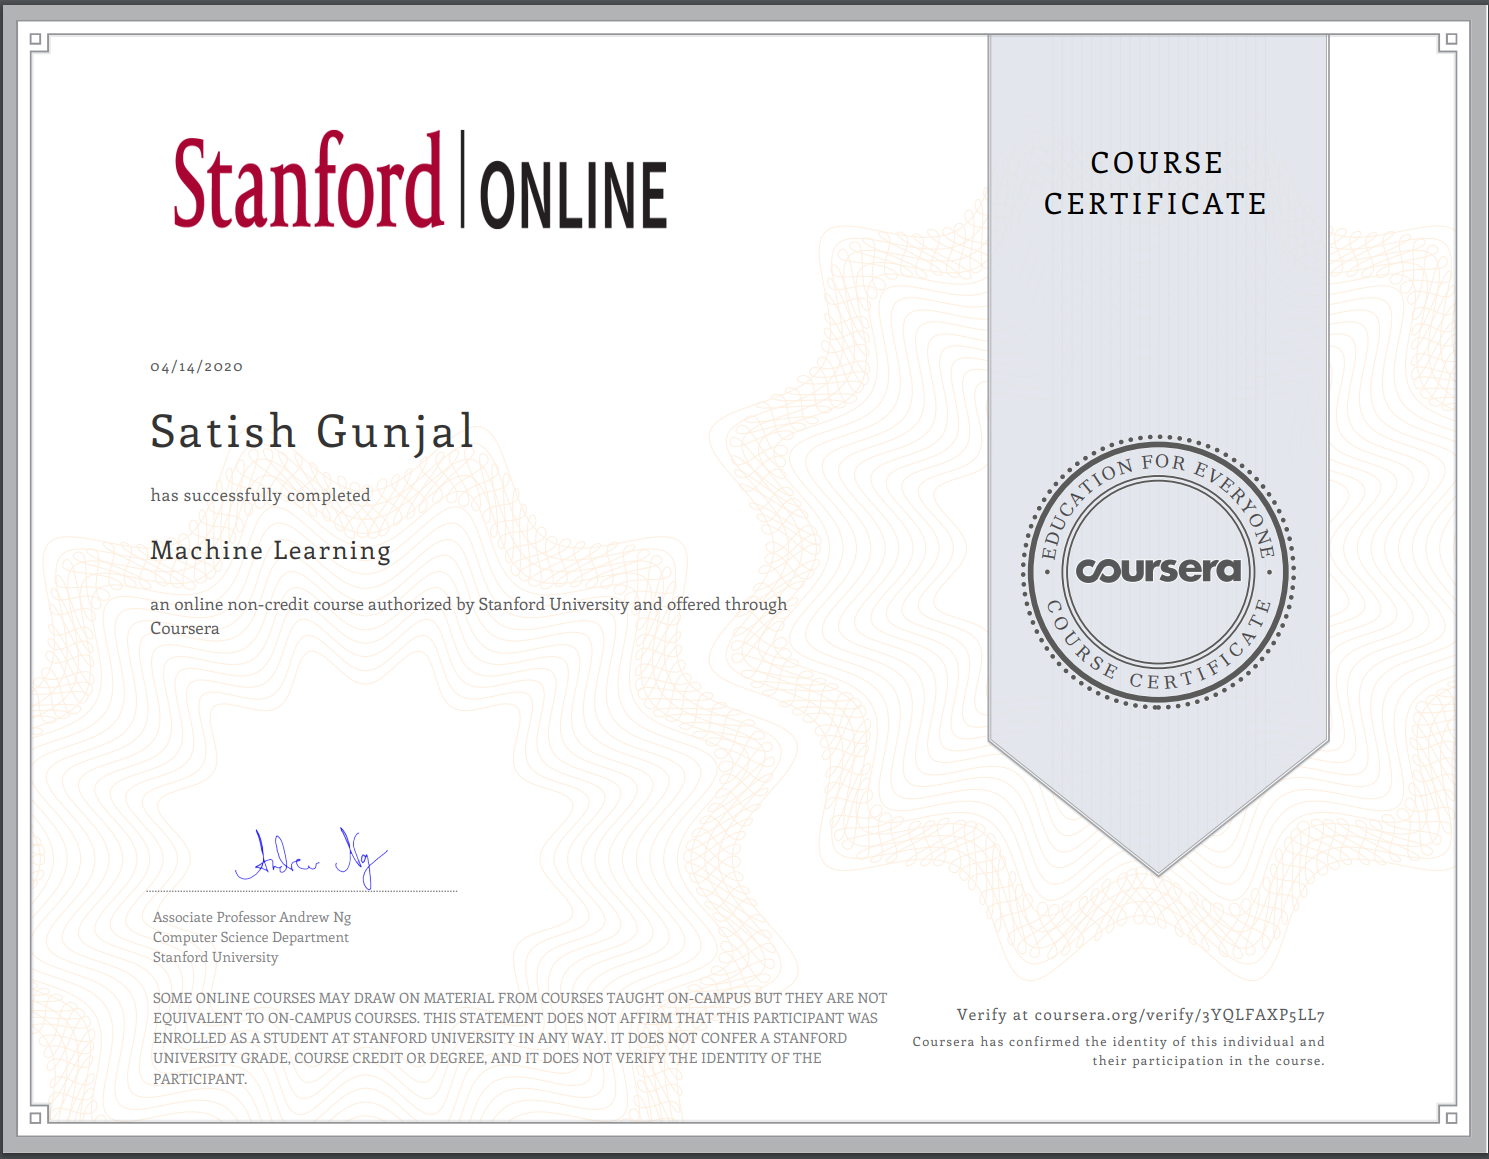 Stanford | ONLINE
COURSE
CERTIFICATE
04/14/2020
Satish Gunjal
has successfully completed
Machine Learning
an online non-credit course authorized by Stanford University and offered through
Coursera
EDUCATION FOR EVERYONE
coursera
COURSE CERTIFICATE
Andrew Ng
Associate Professor Andrew Ng
Computer Science Department
Stanford University
SOME ONLINE COURSES MAY DRAW ON MATERIAL FROM COURSES TAUGHT ON-CAMPUS BUT THEY ARE NOT
EQUIVALENT TO ON-CAMPUS COURSES. THIS STATEMENT DOES NOT AFFIRM THAT THIS PARTICIPANT WAS
ENROLLED AS A STUDENT AT STANFORD UNIVERSITY IN ANY WAY. IT DOES NOT CONFER A STANFORD
UNIVERSITY GRADE, COURSE CREDIT OR DEGREE, AND IT DOES NOT VERIFY THE IDENTITY OF THE
PARTICIPANT.
Verify at coursera.org/verify/3YQLFAXP5LL7
Coursera has confirmed the identity of this individual and
their participation in the course.